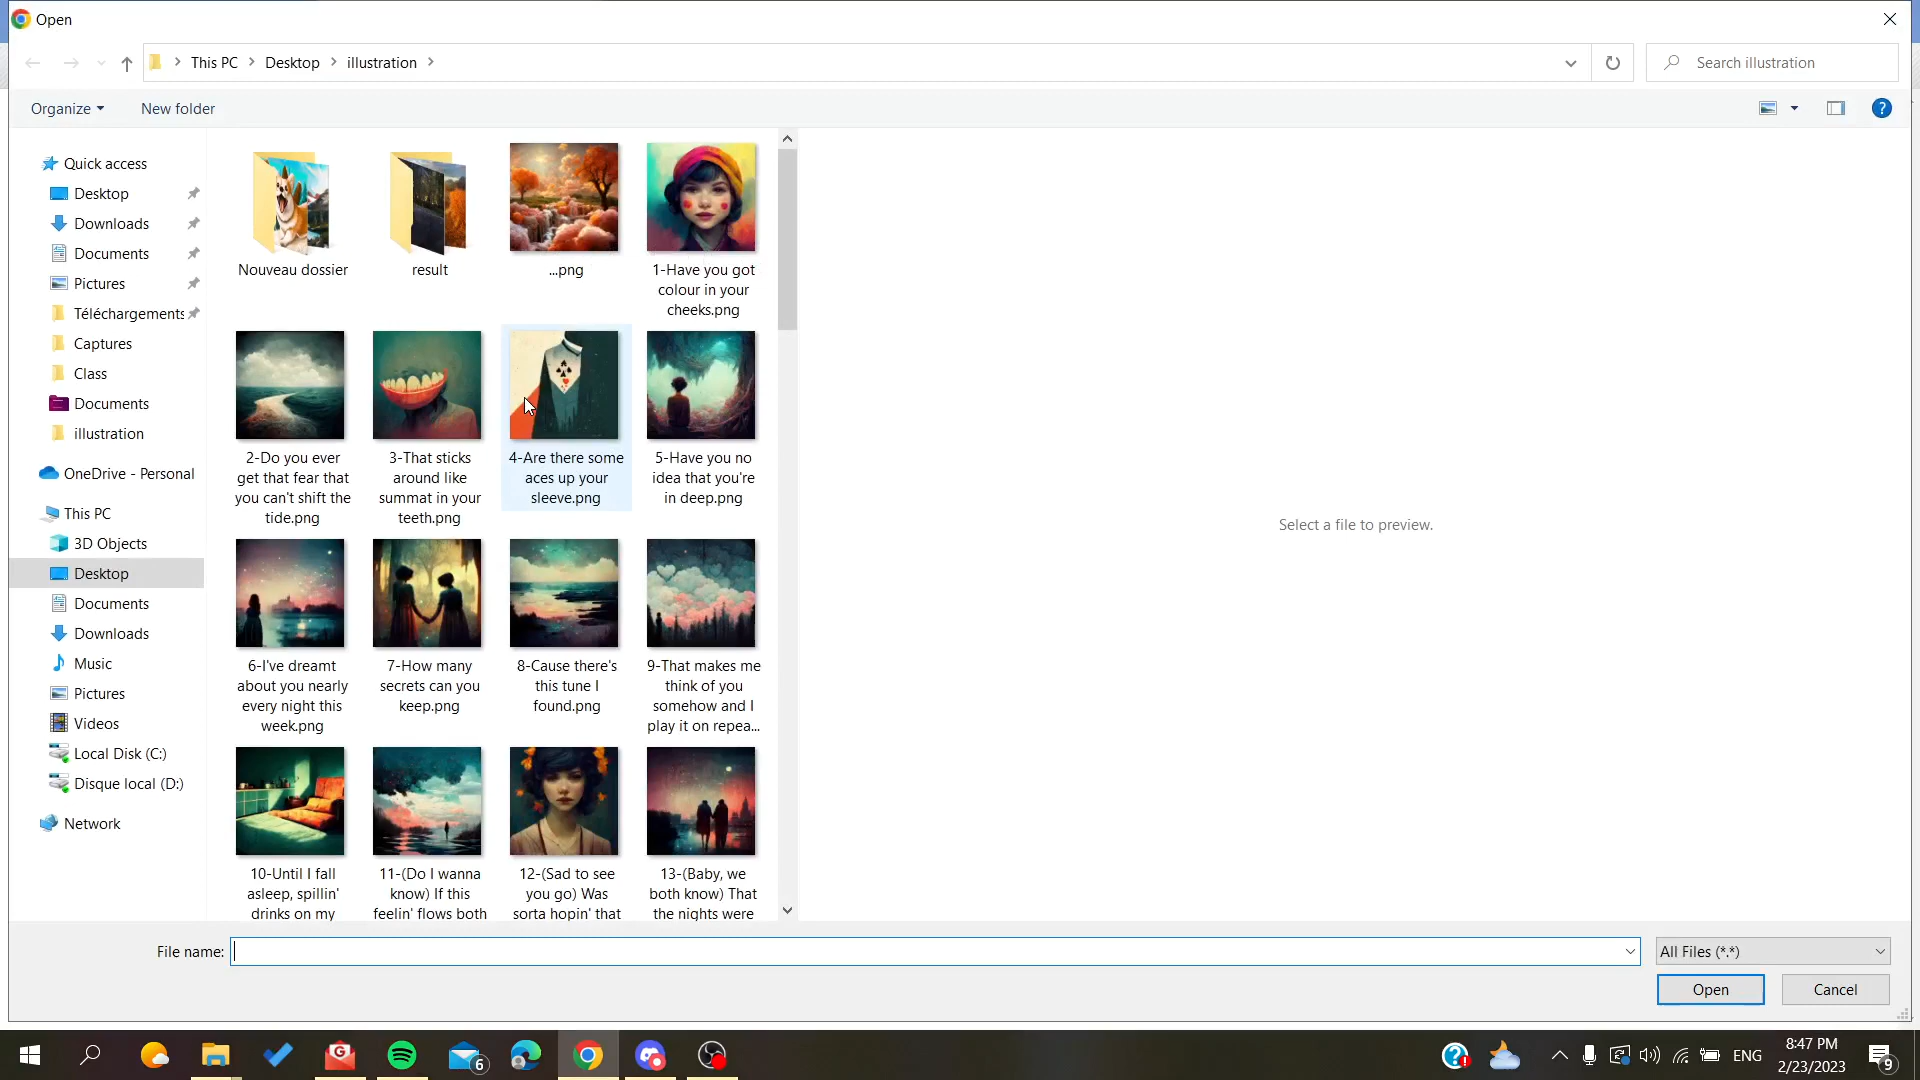 Open
This PC
Desktop
illustration
Search illustration
Organize
New folder
Quick access
Desktop
Downloads
Documents
Pictures
Téléchargements
Captures
Class
Documents
illustration
OneDrive - Personal
This PC
3D Objects
Desktop
Documents
Downloads
Music
Pictures
Videos
Local Disk (C:)
Disque local (D:)
Network
Nouveau dossier
result
...png
1-Have you got
colour in your
cheeks.png
2-Do you ever
get that fear that
you can't shift the
tide.png
3-That sticks
around like
summat in your
teeth.png
4-Are there some
aces up your
sleeve.png
5-Have you no
idea that you're
in deep.png
6-I've dreamt
about you nearly
every night this
week.png
7-How many
secrets can you
keep.png
8-Cause there's
this tune I
found.png
9-That makes me
think of you
somehow and I
play it on repea...
10-Until I fall
asleep, spillin'
drinks on my
11-(Do I wanna
know) If this
feelin' flows both
12-(Sad to see
you go) Was
sorta hopin' that
13-(Baby, we
both know) That
the nights were
Select a file to preview.
File name:
All Files (*.*)
Open
Cancel
6
ENG
8:47 PM
2/23/2023
9